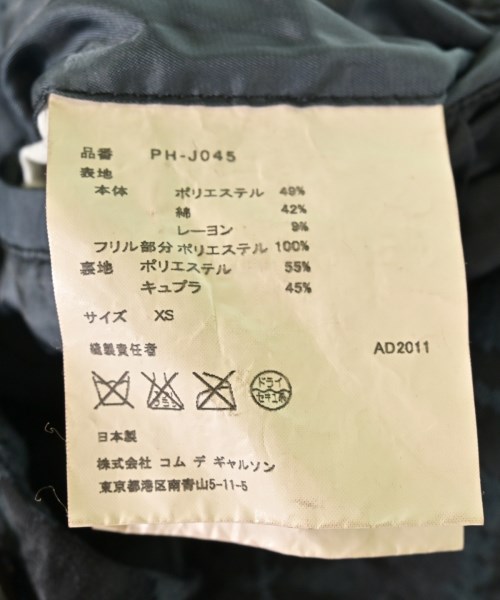 品番 PH-J045
表地
本体 ポリエステル 49%
綿 42%
レーヨン 9%
フリル部分 ポリエステル 100%
裏地 ポリエステル 55%
キュプラ 45%
サイズ XS
縫製責任者 AD2011
ドライ
セキユ系
日本製
株式会社 コム デ ギャルソン
東京都港区南青山5-11-5